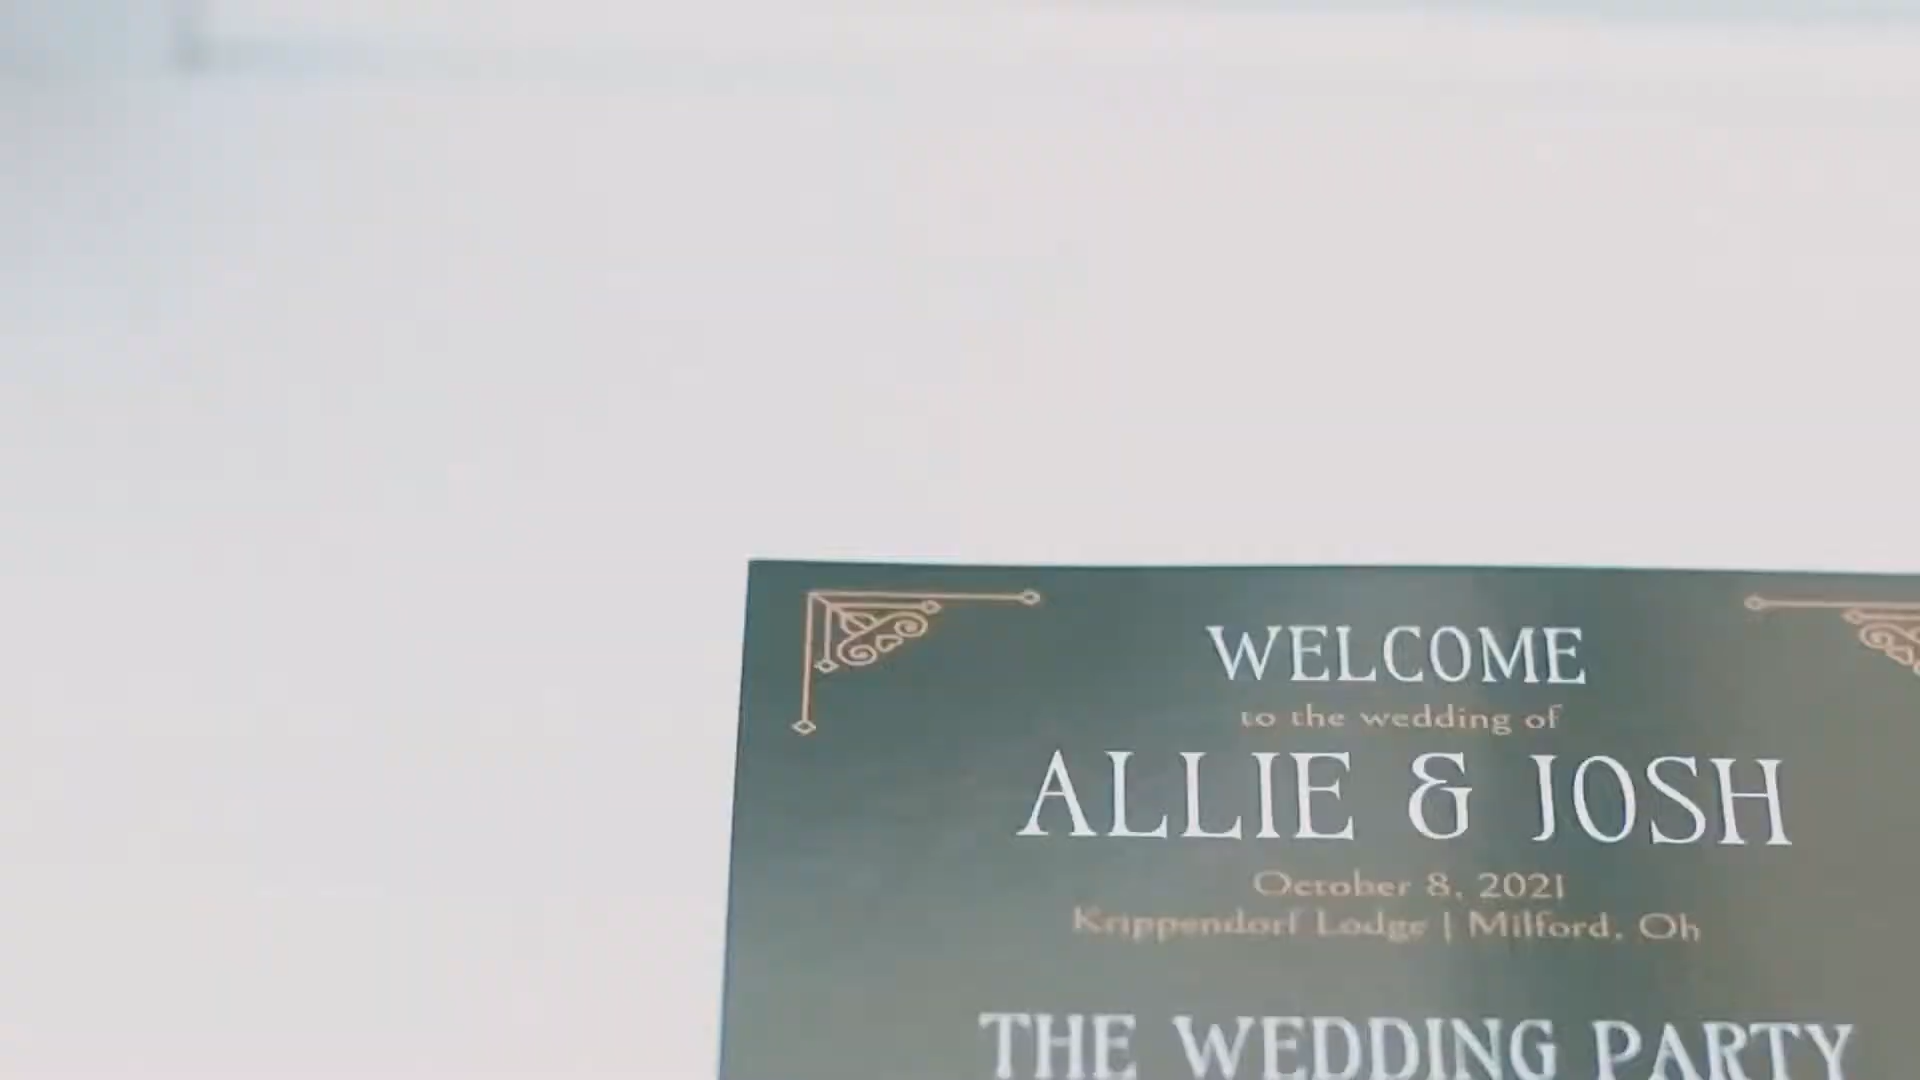 WELCOME
to the wedding of
ALLIE & JOSH
October 8, 2021
Krippendorf Lodge | Milford, Oh
THE WEDDING PARTY